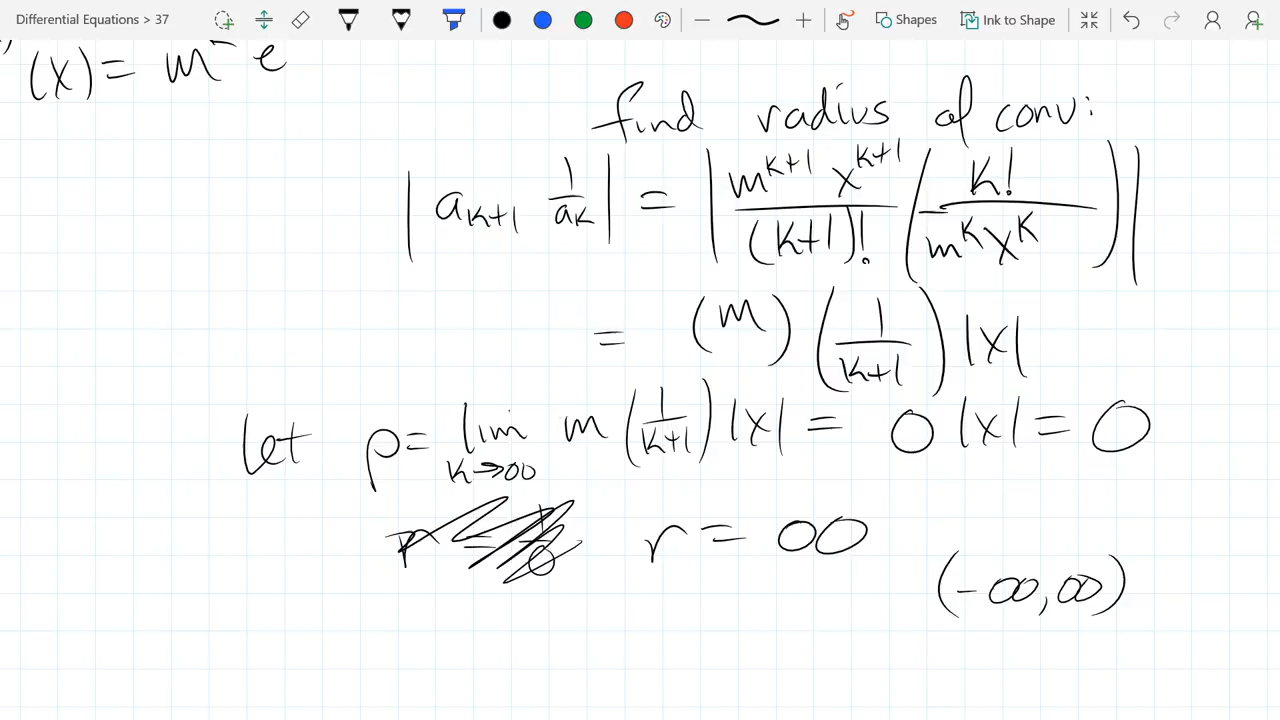 Differential Equations > 37
Shapes
Ink to Shape
(x) = m e
find radius of conv:
| a_{k+1} 1/a_k | = | m^{k+1} x^{k+1} / (k+1)! ( k! / m^k x^k ) |
= (m) ( 1/k+1 ) |x|
let ρ = lim k→∞ m ( 1/k+1 ) |x| = 0 |x| = 0
r = ∞
(-∞, ∞)